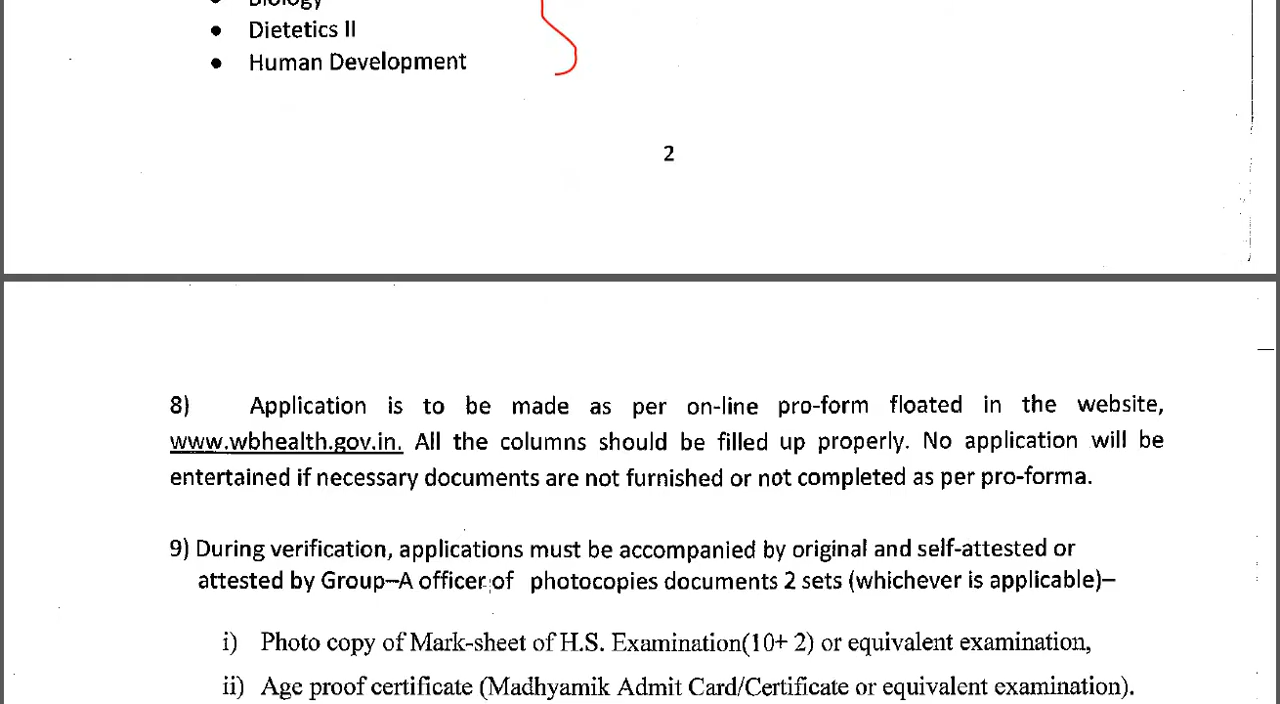 Biology
• Dietetics II
• Human Development
2
8) Application is to be made as per on-line pro-form floated in the website,
www.wbhealth.gov.in. All the columns should be filled up properly. No application will be
entertained if necessary documents are not furnished or not completed as per pro-forma.
9) During verification, applications must be accompanied by original and self-attested or
attested by Group–A officer of photocopies documents 2 sets (whichever is applicable)–
i) Photo copy of Mark-sheet of H.S. Examination(10+ 2) or equivalent examination,
ii) Age proof certificate (Madhyamik Admit Card/Certificate or equivalent examination).